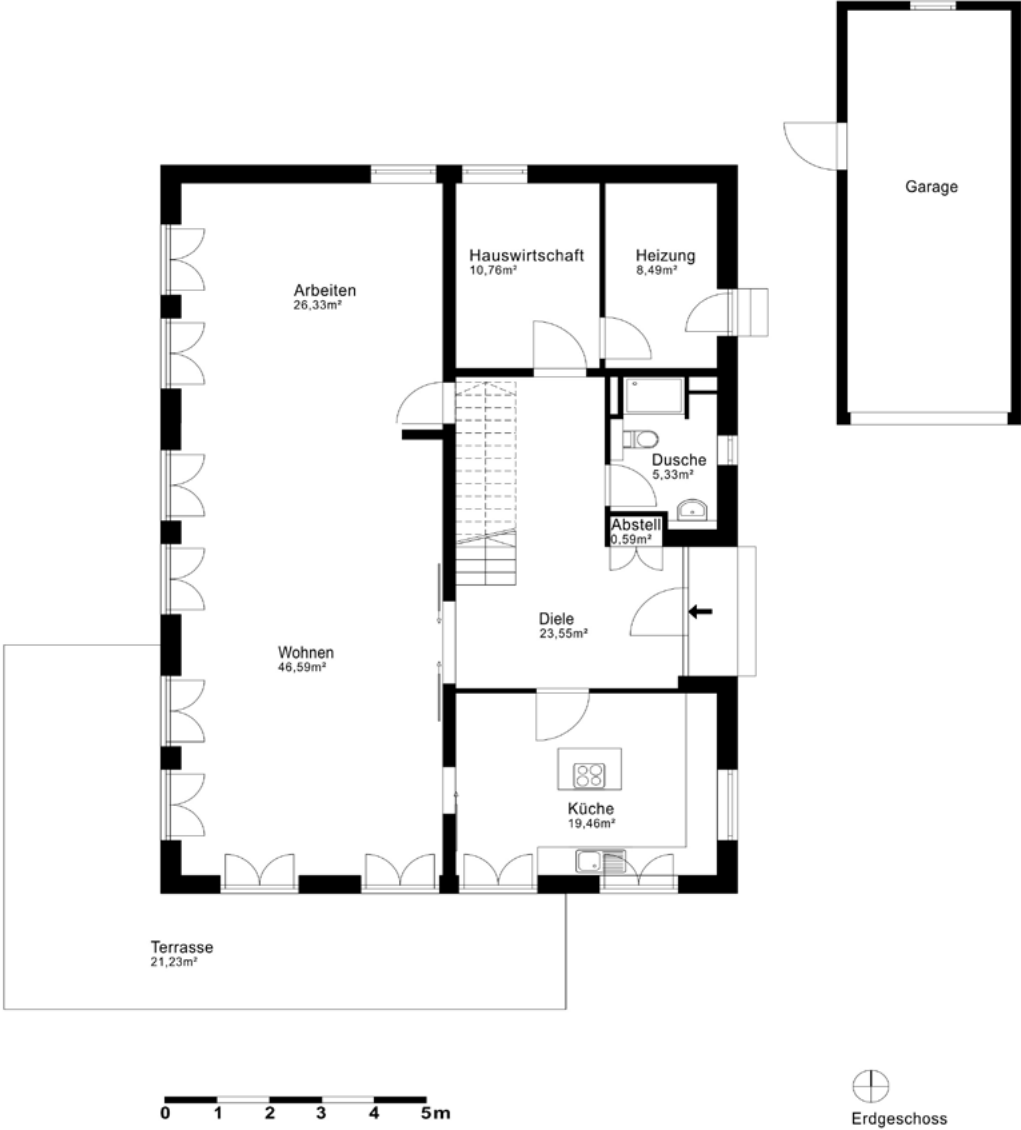 Garage
Hauswirtschaft
10,76m²
Heizung
8,49m²
Arbeiten
26,33m²
Dusche
5,33m²
Abstell
0,59m²
Diele
23,55m²
Wohnen
46,59m²
Küche
19,46m²
Terrasse
21,23m²
0 1 2 3 4 5m
Erdgeschoss